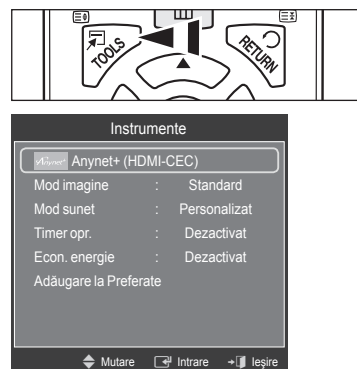 TOOLS
RETURN
Instrumente
Anynet+ Anynet+ (HDMI-CEC)
Mod imagine : Standard
Mod sunet : Personalizat
Timer opr. : Dezactivat
Econ. energie : Dezactivat
Adăugare la Preferate
Mutare Intrare Ieşire